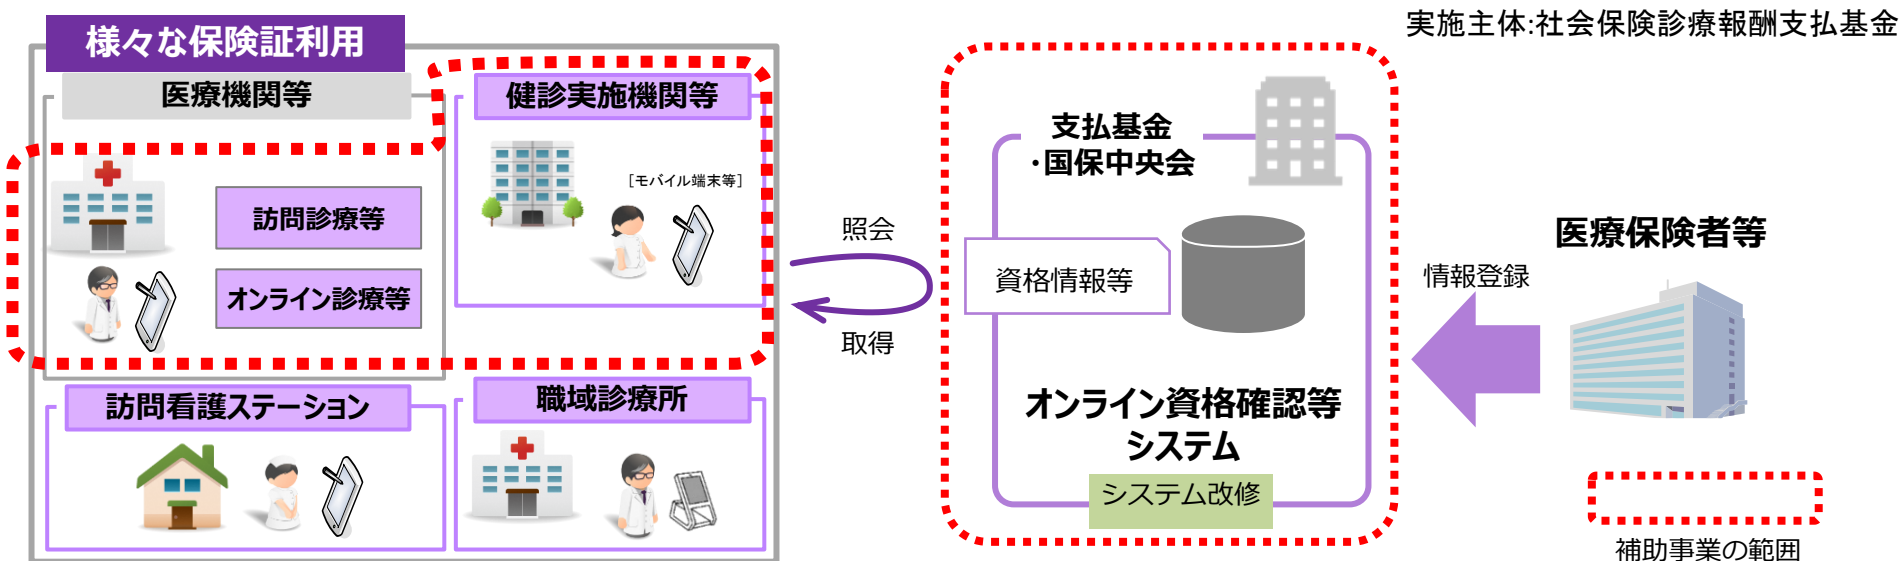 実施主体:社会保険診療報酬支払基金
様々な保険証利用
医療機関等
訪問診療等
オンライン診療等
健診実施機関等
[モバイル端末等]
訪問看護ステーション
職域診療所
照会
取得
支払基金
・国保中央会
資格情報等
オンライン資格確認等
システム
システム改修
情報登録
医療保険者等
補助事業の範囲